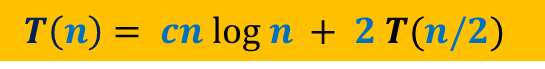 T(n) = cn log n + 2 T(n/2)